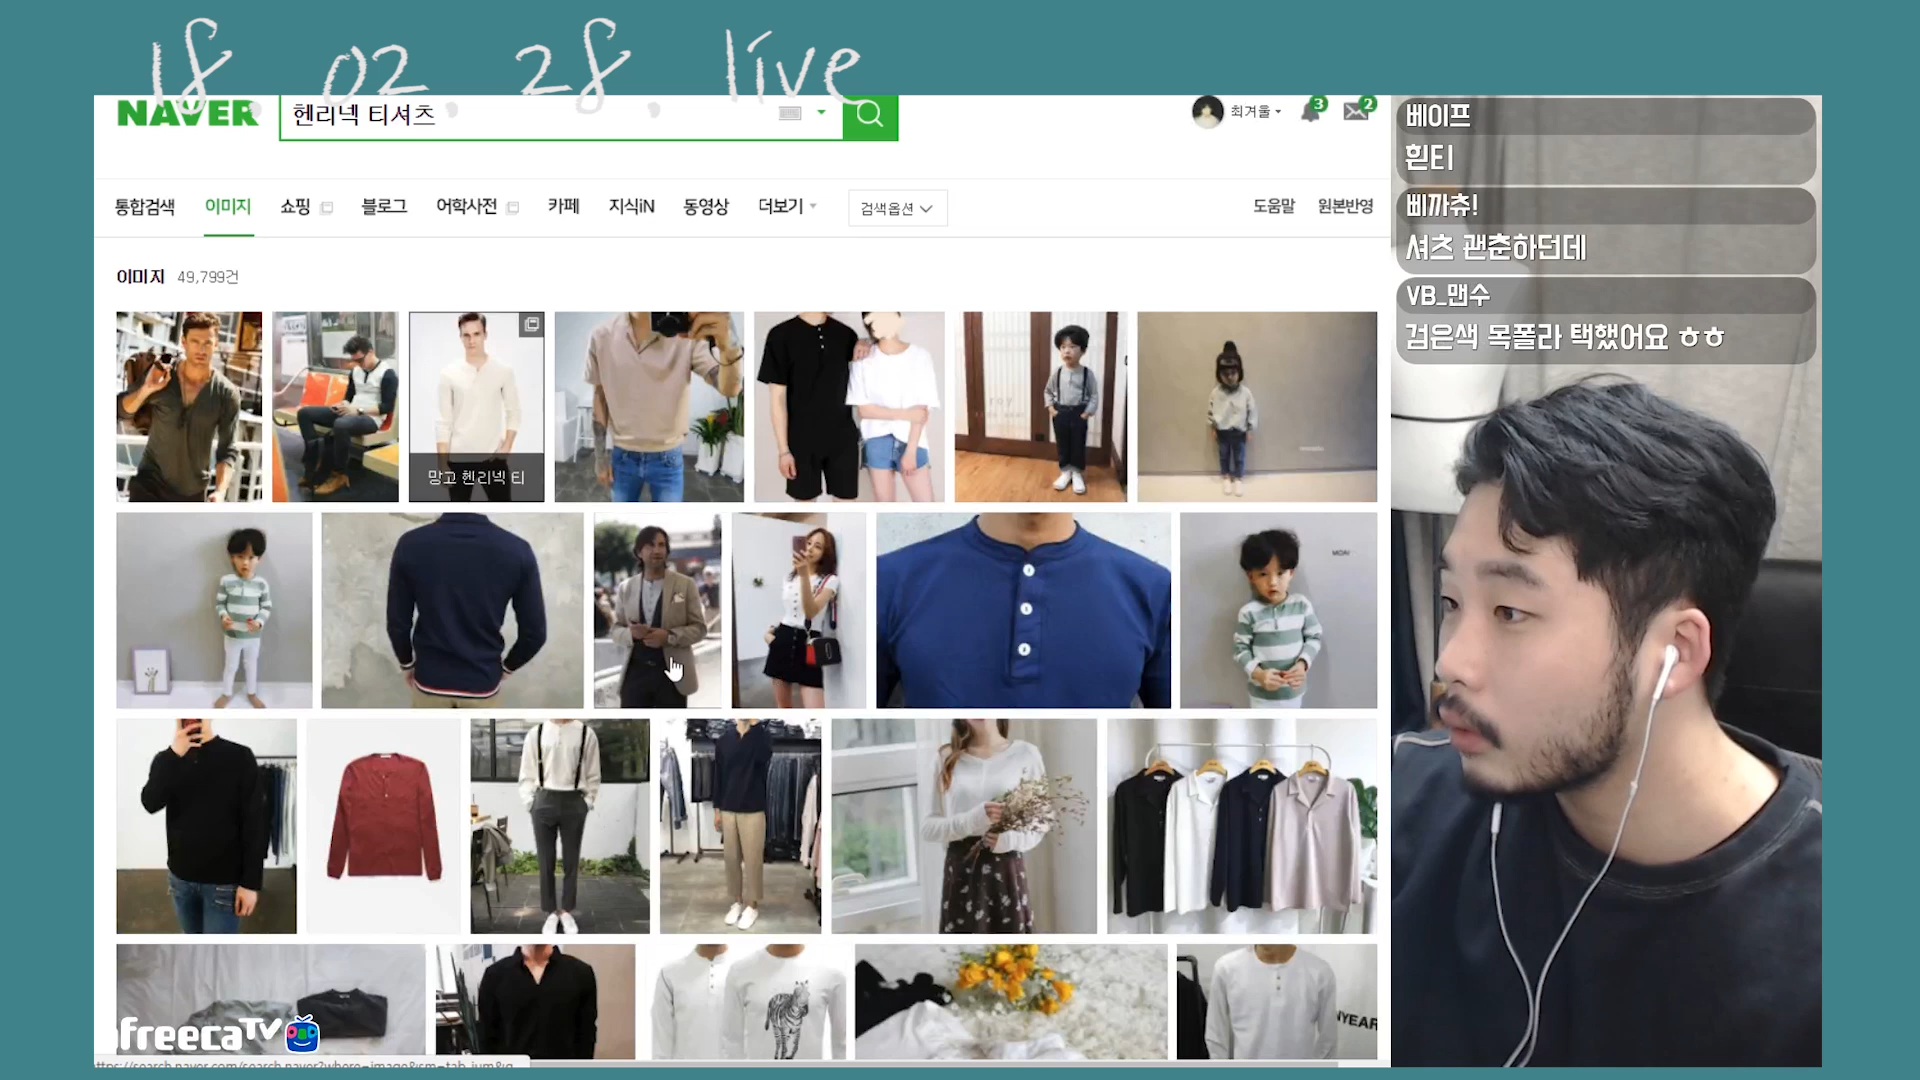 18. 02. 28. live
NAVER
헨리넥 티셔츠
최겨울
3
2
통합검색 이미지 쇼핑 블로그 어학사전 카페 지식iN 동영상 더보기 검색옵션 도움말 원본반영
이미지 49,799건
망고 헨리넥 티
베이프
흰티
삐까츄!
셔츠 괜춘하던데
VB_맨수
검은색 목폴라 택했어요 ㅎㅎ
afreecaTV